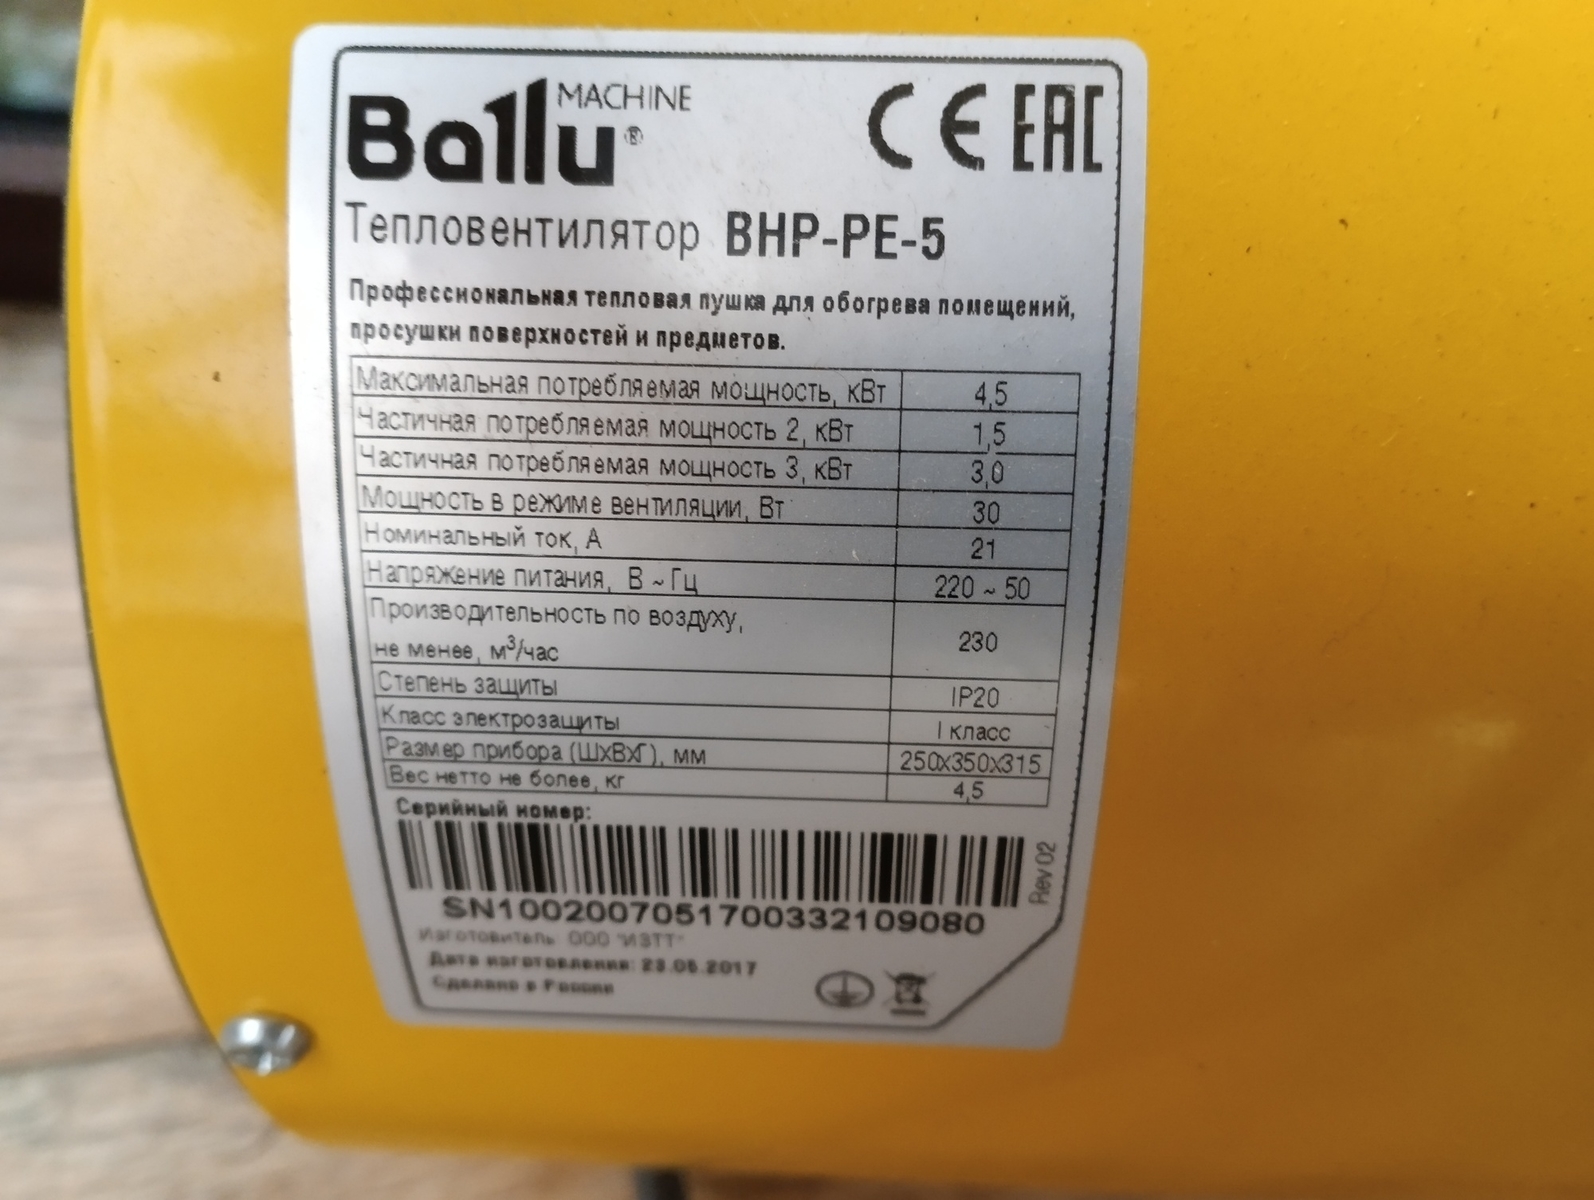 MACHINE
Ballu®
CE EAC
Тепловентилятор BHP-PE-5
Профессиональная тепловая пушка для обогрева помещений,
просушки поверхностей и предметов.
Максимальная потребляемая мощность, кВт 4,5
Частичная потребляемая мощность 2, кВт 1,5
Частичная потребляемая мощность 3, кВт 3,0
Мощность в режиме вентиляции, Вт 30
Номинальный ток, А 21
Напряжение питания, В ~ Гц 220 ~ 50
Производительность по воздуху,
не менее, м³/час 230
Степень защиты IP20
Класс электрозащиты I класс
Размер прибора (ШхВхГ), мм 250х350х315
Вес нетто не более, кг 4,5
Серийный номер:
Rev 02
SN1002007051700332109080
Изготовитель: ООО "ИЗТТ"
Дата изготовления: 23.05.2017
Сделано в России